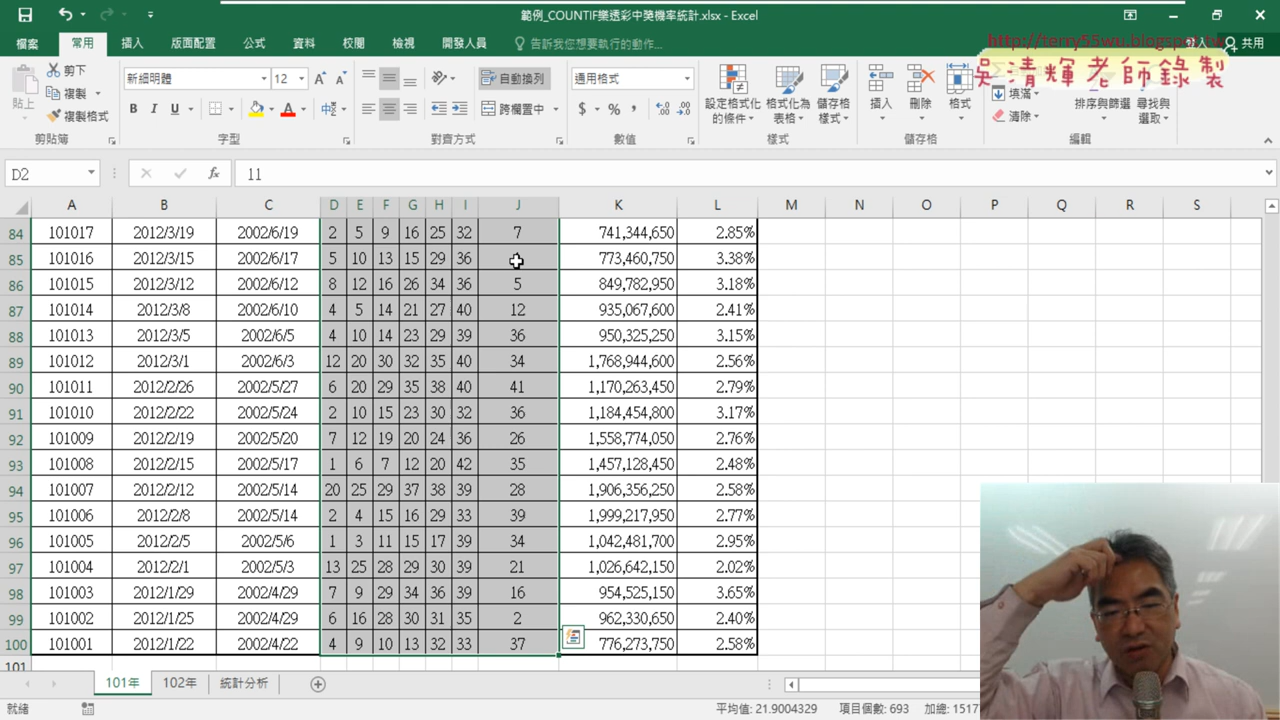 範例_COUNTIF樂透彩中獎機率統計.xlsx - Excel
檔案 常用 插入 版面配置 公式 資料 校閱 檢視 開發人員 告訴我您想要執行的動作... 共用
http://terry55wu.blogspot.tw
吳清輝老師錄製
貼上 剪下 複製 複製格式 剪貼簿
新細明體 12 B I U A 字型
自動換列 跨欄置中 對齊方式
通用格式 $ % , 數值
設定格式化的條件 格式化為表格 儲存格樣式 樣式
插入 刪除 格式 儲存格
填滿 清除 排序與篩選 尋找與選取 編輯
D2 fx 11
A B C D E F G H I J K L M N O P Q R S
84 101017 2012/3/19 2002/6/19 2 5 9 16 25 32 7 741,344,650 2.85%
85 101016 2012/3/15 2002/6/17 5 10 13 15 29 36 773,460,750 3.38%
86 101015 2012/3/12 2002/6/12 8 12 16 26 34 36 5 849,782,950 3.18%
87 101014 2012/3/8 2002/6/10 4 5 14 21 27 40 12 935,067,600 2.41%
88 101013 2012/3/5 2002/6/5 4 10 14 23 29 39 36 950,325,250 3.15%
89 101012 2012/3/1 2002/6/3 12 20 30 32 35 40 34 1,768,944,600 2.56%
90 101011 2012/2/26 2002/5/27 6 20 29 35 38 40 41 1,170,263,450 2.79%
91 101010 2012/2/22 2002/5/24 2 10 15 23 30 32 36 1,184,454,800 3.17%
92 101009 2012/2/19 2002/5/20 7 12 19 20 24 36 26 1,558,774,050 2.76%
93 101008 2012/2/15 2002/5/17 1 6 7 12 20 42 35 1,457,128,450 2.48%
94 101007 2012/2/12 2002/5/14 20 25 29 37 38 39 28 1,906,356,250 2.58%
95 101006 2012/2/8 2002/5/14 2 4 15 16 29 33 39 1,999,217,950 2.77%
96 101005 2012/2/5 2002/5/6 1 3 11 15 17 39 34 1,042,481,700 2.95%
97 101004 2012/2/1 2002/5/3 13 25 28 29 30 39 21 1,026,642,150 2.02%
98 101003 2012/1/29 2002/4/29 7 9 29 34 36 39 16 954,525,150 3.65%
99 101002 2012/1/25 2002/4/29 6 16 28 30 31 35 2 962,330,650 2.40%
100 101001 2012/1/22 2002/4/22 4 9 10 13 32 33 37 776,273,750 2.58%
101
101年 102年 統計分析
就緒 平均值: 21.9004329 項目個數: 693 加總: 1517